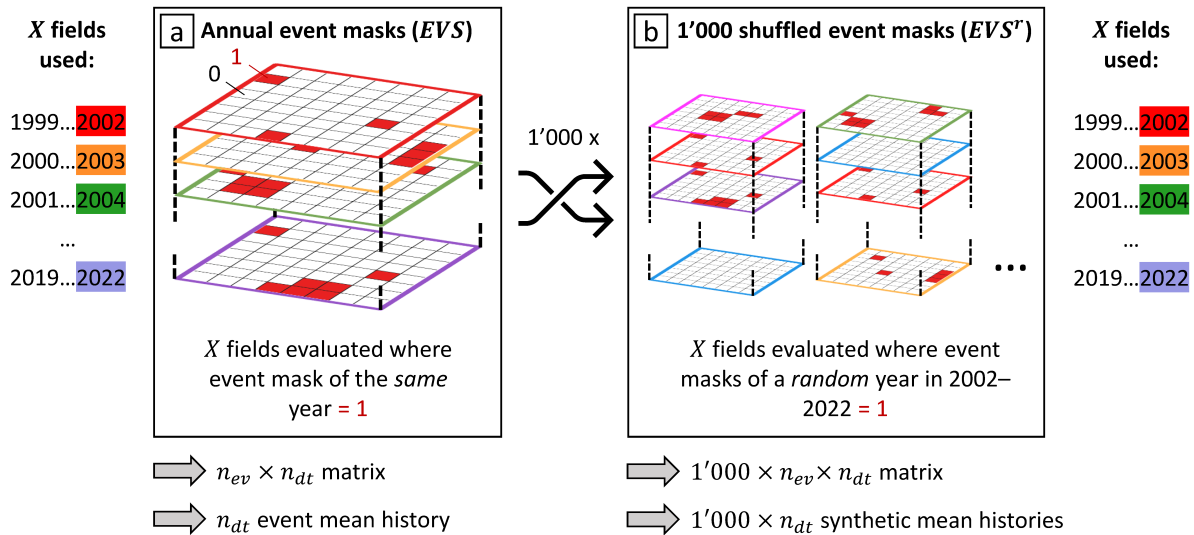 X fields
used:
1999...2002
2000...2003
2001...2004
...
2019...2022
a Annual event masks (EVS)
1
0
X fields evaluated where
event mask of the same
year = 1
1'000 x
b 1'000 shuffled event masks (EVS^r)
...
X fields evaluated where event
masks of a random year in 2002–
2022 = 1
X fields
used:
1999...2002
2000...2003
2001...2004
...
2019...2022
n_ev × n_dt matrix
n_dt event mean history
1'000 × n_ev × n_dt matrix
1'000 × n_dt synthetic mean histories